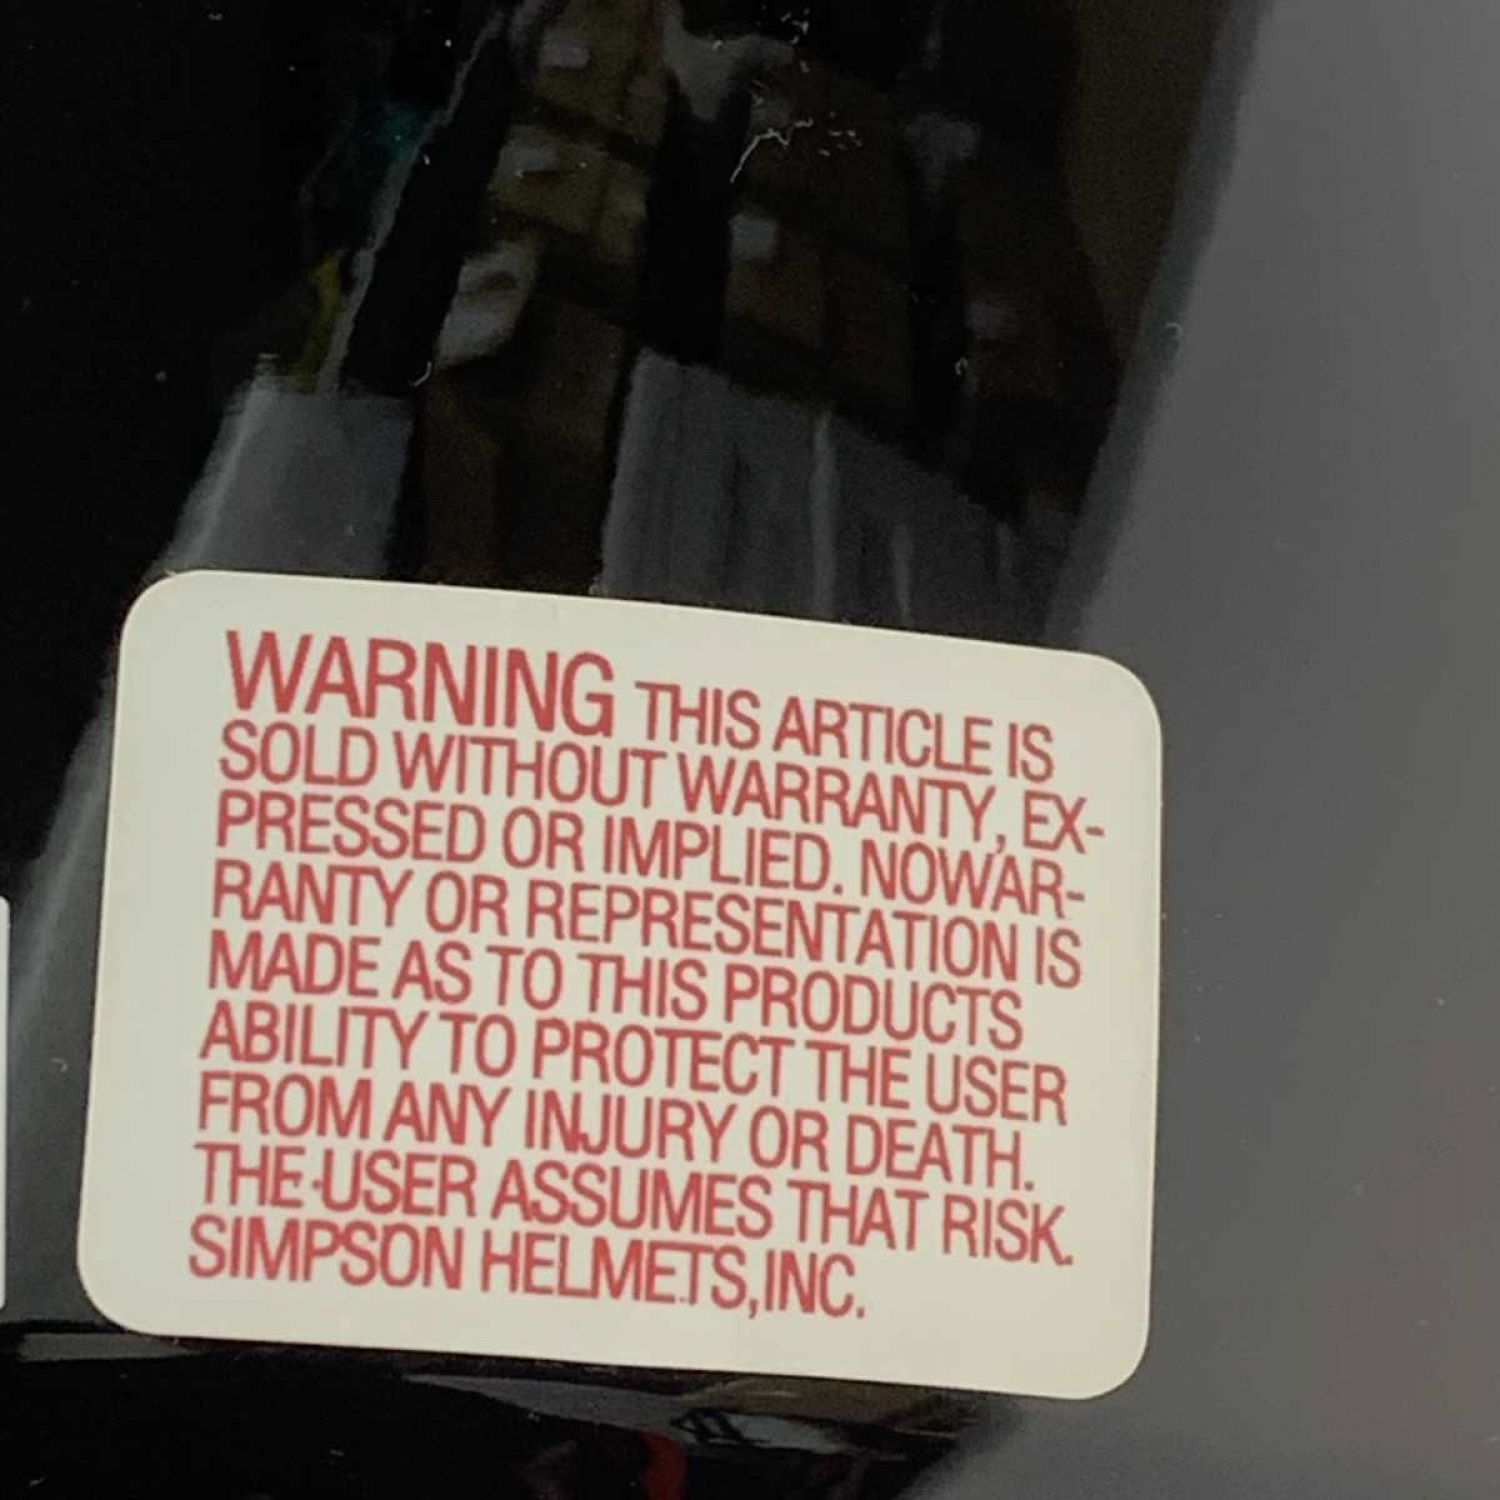 WARNING THIS ARTICLE IS
SOLD WITHOUT WARRANTY, EX-
PRESSED OR IMPLIED. NOWAR-
RANTY OR REPRESENTATION IS
MADE AS TO THIS PRODUCTS
ABILITY TO PROTECT THE USER
FROM ANY INJURY OR DEATH.
THE USER ASSUMES THAT RISK.
SIMPSON HELMETS,INC.